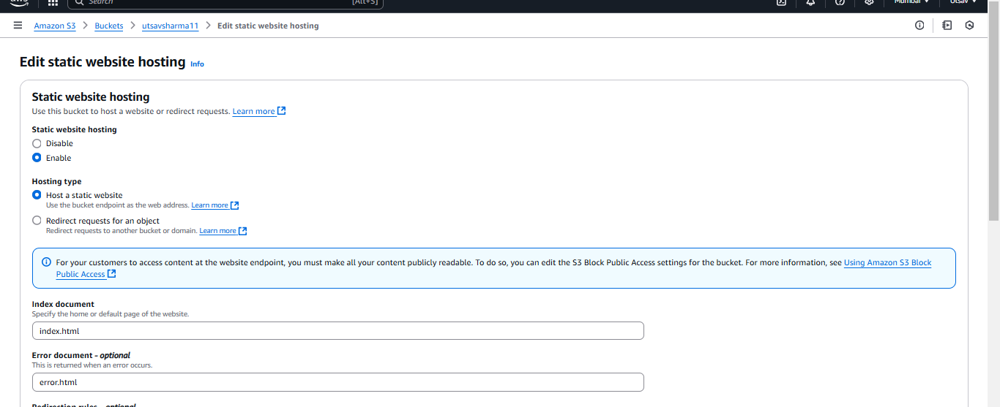 aws
Search
[Alt+S]
Mumbai
Utsav
Amazon S3 > Buckets > utsavsharma11 > Edit static website hosting
Edit static website hosting Info
Static website hosting
Use this bucket to host a website or redirect requests. Learn more
Static website hosting
Disable
Enable
Hosting type
Host a static website
Use the bucket endpoint as the web address. Learn more
Redirect requests for an object
Redirect requests to another bucket or domain. Learn more
For your customers to access content at the website endpoint, you must make all your content publicly readable. To do so, you can edit the S3 Block Public Access settings for the bucket. For more information, see Using Amazon S3 Block
Public Access
Index document
Specify the home or default page of the website.
index.html
Error document – optional
This is returned when an error occurs.
error.html
Redirection rules – optional